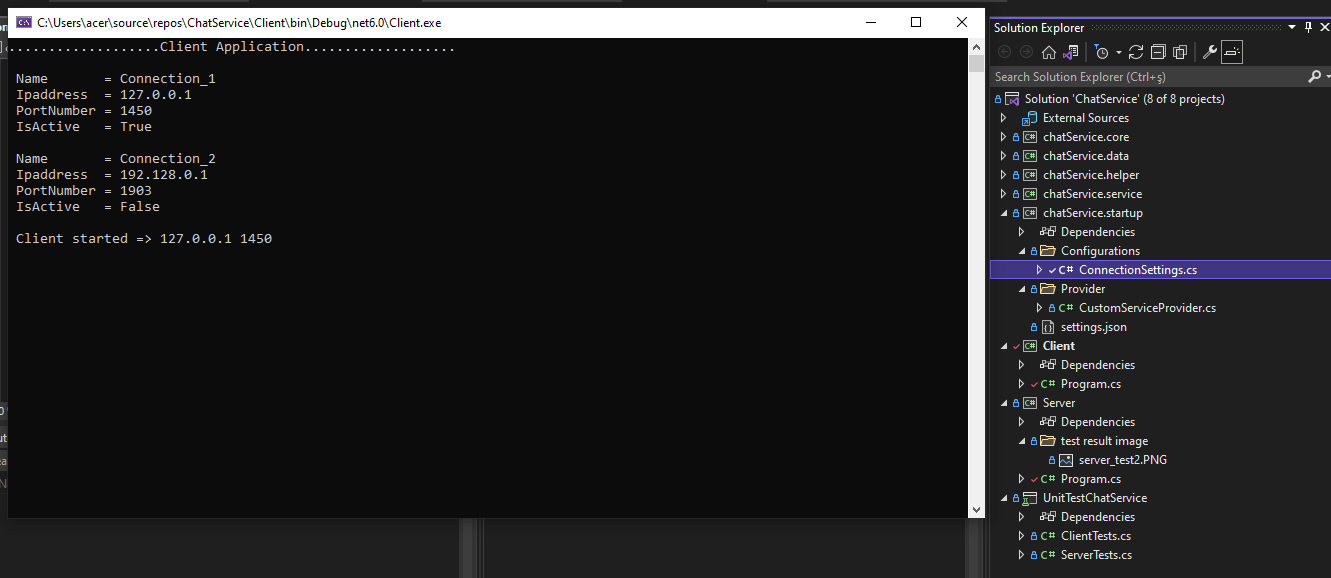 C:\Users\acer\source\repos\ChatService\Client\bin\Debug\net6.0\Client.exe
...................Client Application...................
Name = Connection_1
Ipaddress = 127.0.0.1
PortNumber = 1450
IsActive = True
Name = Connection_2
Ipaddress = 192.128.0.1
PortNumber = 1903
IsActive = False
Client started => 127.0.0.1 1450
Solution Explorer
Search Solution Explorer (Ctrl+ş)
Solution 'ChatService' (8 of 8 projects)
External Sources
C# chatService.core
C# chatService.data
C# chatService.helper
C# chatService.service
C# chatService.startup
Dependencies
Configurations
C# ConnectionSettings.cs
Provider
C# CustomServiceProvider.cs
settings.json
C# Client
Dependencies
C# Program.cs
C# Server
Dependencies
test result image
server_test2.PNG
C# Program.cs
UnitTestChatService
Dependencies
C# ClientTests.cs
C# ServerTests.cs